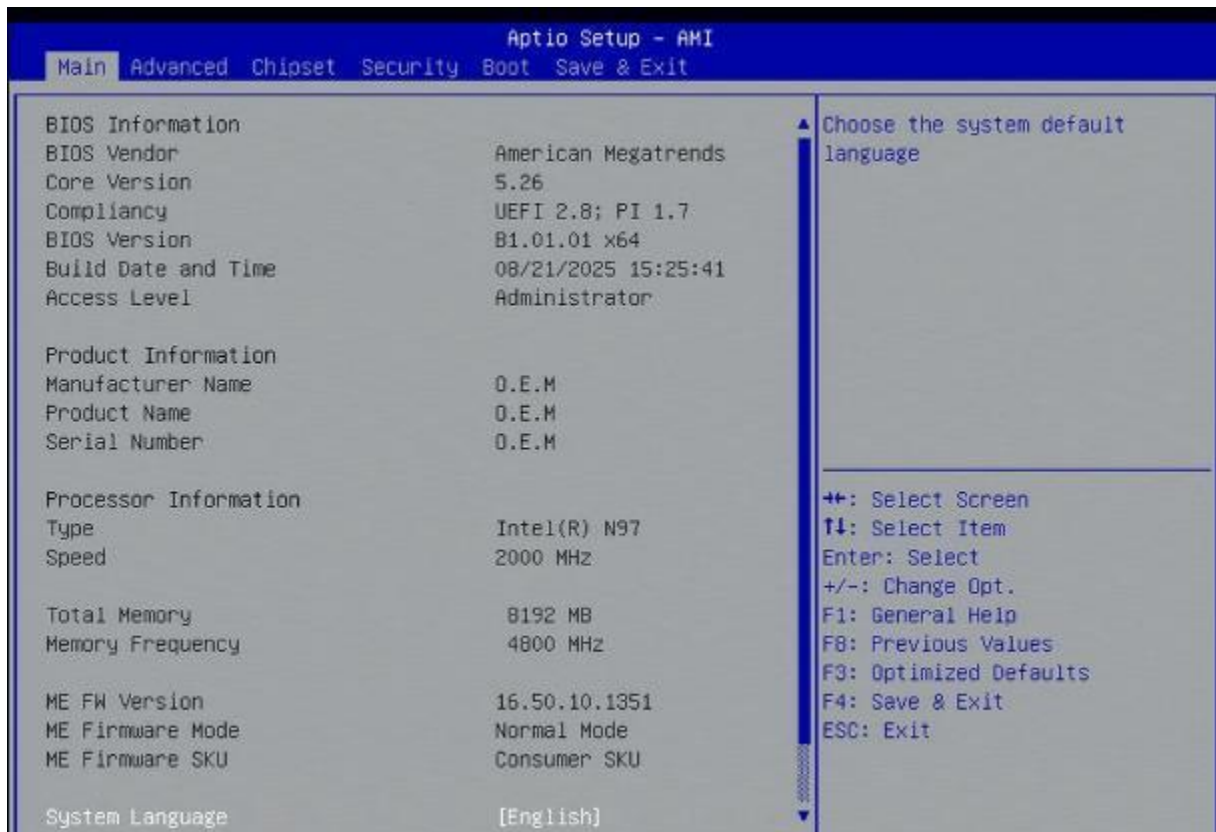 Aptio Setup - AMI
Main Advanced Chipset Security Boot Save & Exit
BIOS Information
BIOS Vendor American Megatrends
Core Version 5.26
Compliancy UEFI 2.8; PI 1.7
BIOS Version B1.01.01 x64
Build Date and Time 08/21/2025 15:25:41
Access Level Administrator
Product Information
Manufacturer Name O.E.M
Product Name O.E.M
Serial Number O.E.M
Processor Information
Type Intel(R) N97
Speed 2000 MHz
Total Memory 8192 MB
Memory Frequency 4800 MHz
ME FW Version 16.50.10.1351
ME Firmware Mode Normal Mode
ME Firmware SKU Consumer SKU
System Language [English]
Choose the system default
language
→←: Select Screen
↑↓: Select Item
Enter: Select
+/-: Change Opt.
F1: General Help
F8: Previous Values
F3: Optimized Defaults
F4: Save & Exit
ESC: Exit